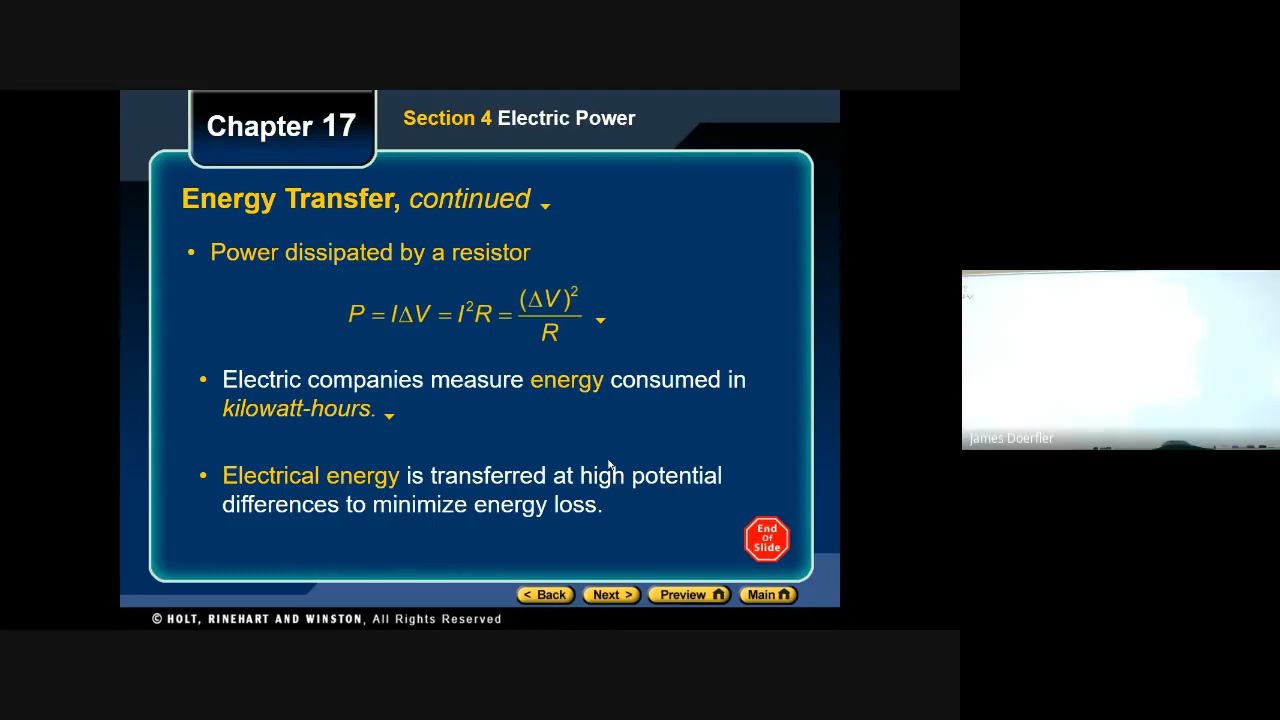 Chapter 17
Section 4 Electric Power
Energy Transfer, continued
• Power dissipated by a resistor
P = IΔV = I²R = (ΔV)² / R
• Electric companies measure energy consumed in
kilowatt-hours.
• Electrical energy is transferred at high potential
differences to minimize energy loss.
End
Of
Slide
< Back
Next >
Preview
Main
© HOLT, RINEHART AND WINSTON, All Rights Reserved
James Doerfler